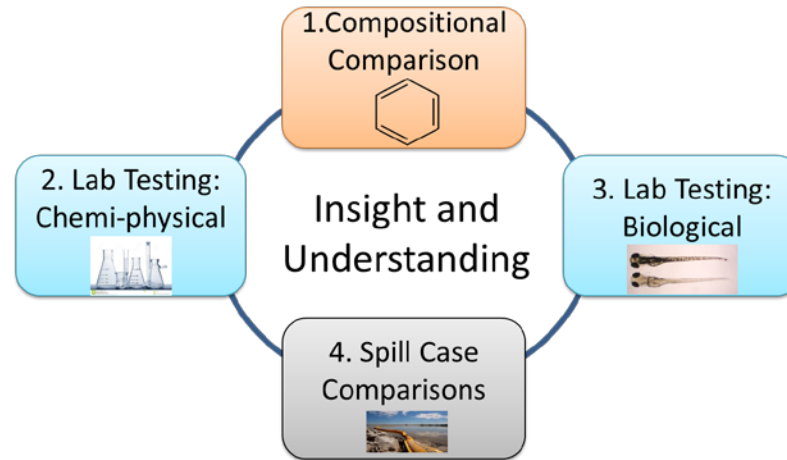 1.Compositional
Comparison
2. Lab Testing:
Chemi-physical
Insight and
Understanding
3. Lab Testing:
Biological
4. Spill Case
Comparisons